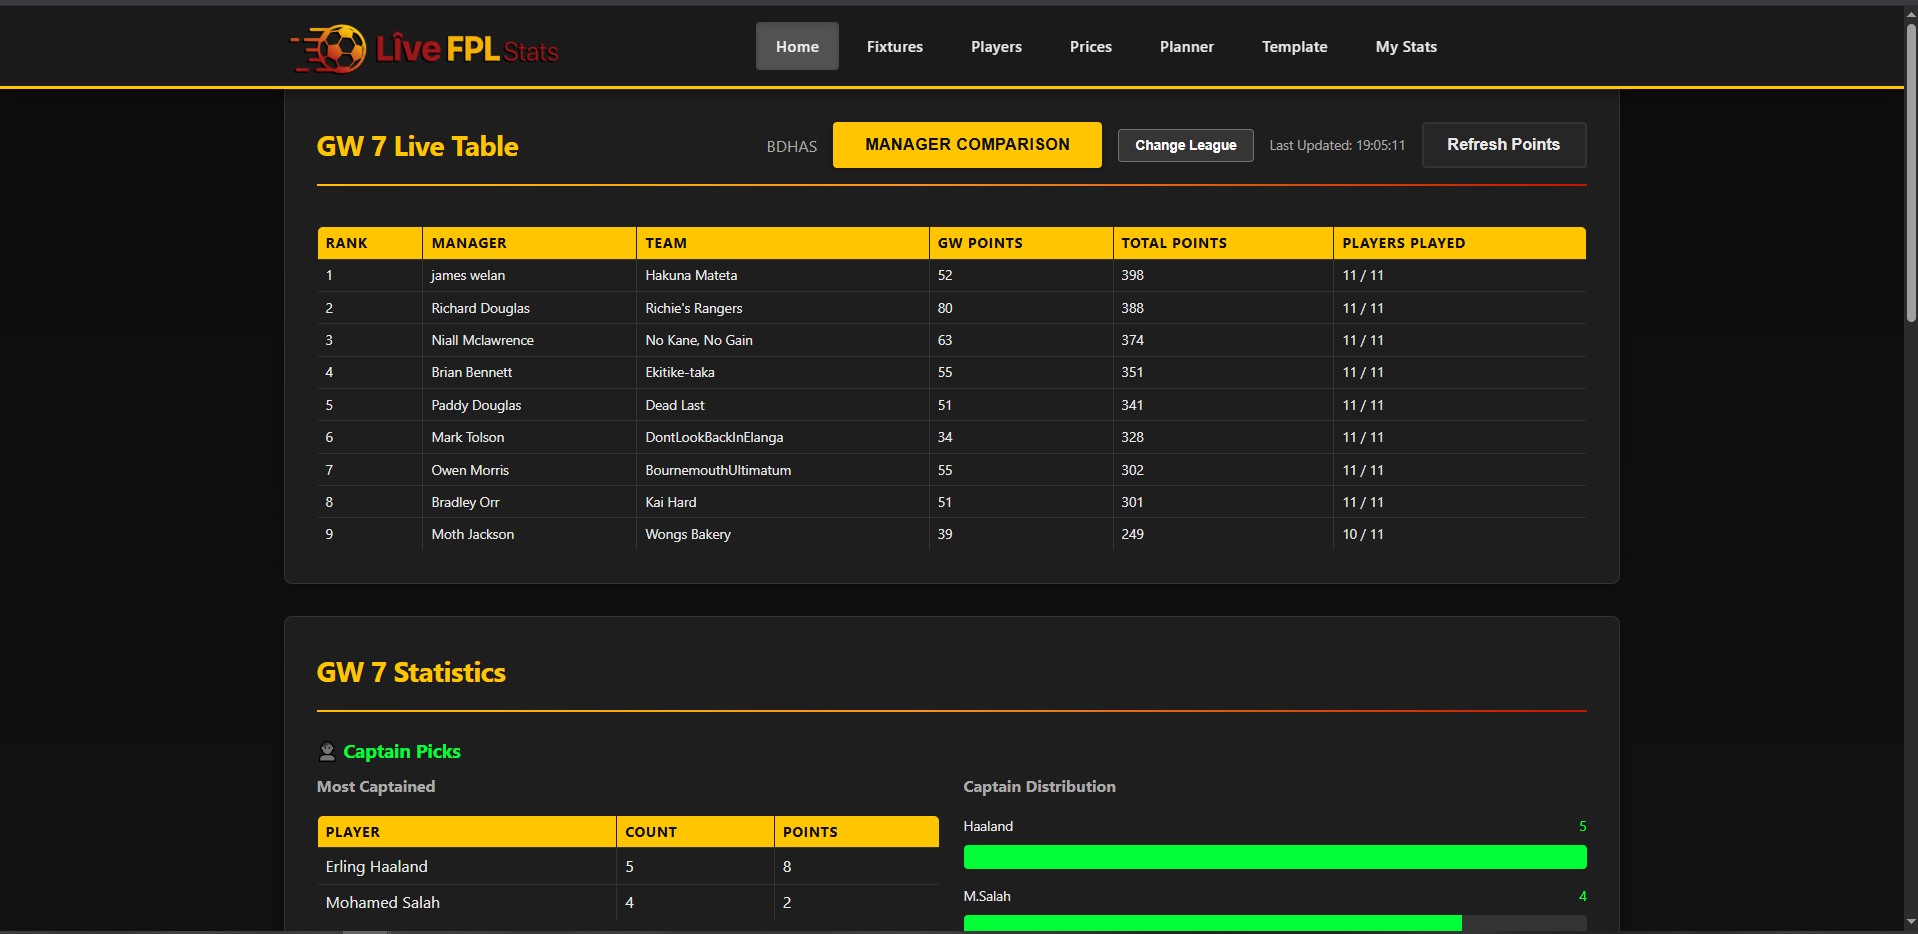 Lîve FPL Stats
Home Fixtures Players Prices Planner Template My Stats
GW 7 Live Table BDHAS MANAGER COMPARISON Change League Last Updated: 19:05:11 Refresh Points
RANK MANAGER TEAM GW POINTS TOTAL POINTS PLAYERS PLAYED
1 james welan Hakuna Mateta 52 398 11 / 11
2 Richard Douglas Richie's Rangers 80 388 11 / 11
3 Niall Mclawrence No Kane, No Gain 63 374 11 / 11
4 Brian Bennett Ekitike-taka 55 351 11 / 11
5 Paddy Douglas Dead Last 51 341 11 / 11
6 Mark Tolson DontLookBackInElanga 34 328 11 / 11
7 Owen Morris BournemouthUltimatum 55 302 11 / 11
8 Bradley Orr Kai Hard 51 301 11 / 11
9 Moth Jackson Wongs Bakery 39 249 10 / 11
GW 7 Statistics
Captain Picks
Most Captained
PLAYER COUNT POINTS
Erling Haaland 5 8
Mohamed Salah 4 2
Captain Distribution
Haaland 5
M.Salah 4